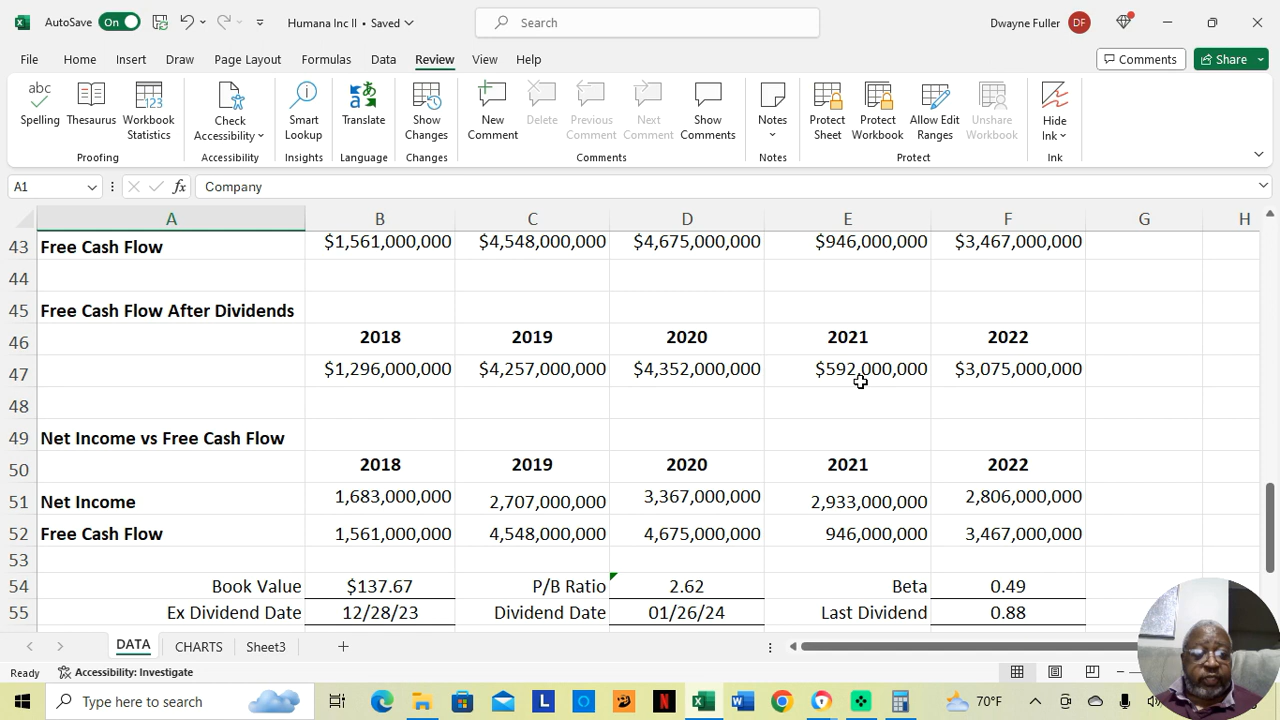 AutoSave On Humana Inc II • Saved Search Dwayne Fuller DF
File Home Insert Draw Page Layout Formulas Data Review View Help Comments Share
abc
123
Spelling Thesaurus Workbook Statistics Check Accessibility Smart Lookup Translate Show Changes New Comment Delete Previous Comment Next Comment Show Comments Notes Protect Sheet Protect Workbook Allow Edit Ranges Unshare Workbook Hide Ink
Proofing Accessibility Insights Language Changes Comments Notes Protect Ink
A1 fx Company
A B C D E F G H
43 Free Cash Flow $1,561,000,000 $4,548,000,000 $4,675,000,000 $946,000,000 $3,467,000,000
44
45 Free Cash Flow After Dividends
46 2018 2019 2020 2021 2022
47 $1,296,000,000 $4,257,000,000 $4,352,000,000 $592,000,000 $3,075,000,000
48
49 Net Income vs Free Cash Flow
50 2018 2019 2020 2021 2022
51 Net Income 1,683,000,000 2,707,000,000 3,367,000,000 2,933,000,000 2,806,000,000
52 Free Cash Flow 1,561,000,000 4,548,000,000 4,675,000,000 946,000,000 3,467,000,000
53
54 Book Value $137.67 P/B Ratio 2.62 Beta 0.49
55 Ex Dividend Date 12/28/23 Dividend Date 01/26/24 Last Dividend 0.88
DATA CHARTS Sheet3
Ready Accessibility: Investigate
Type here to search L N 70°F